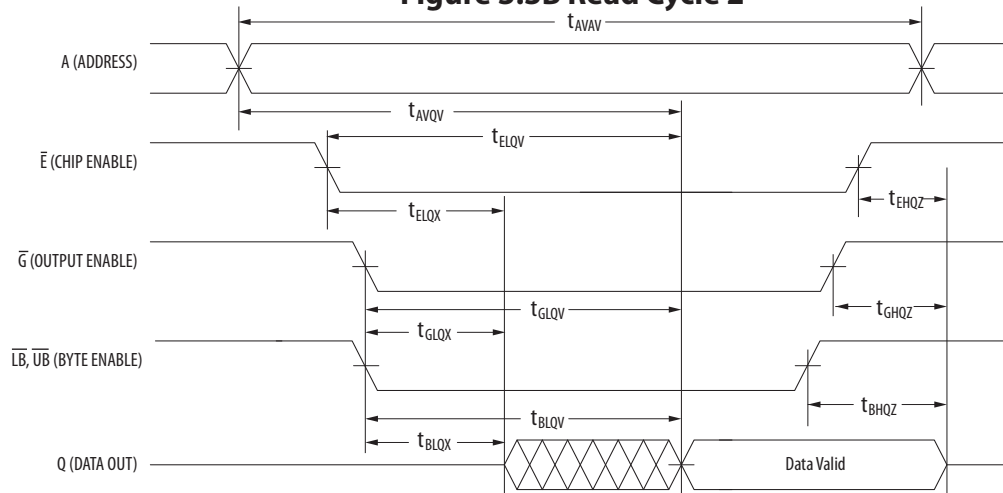 Figure 3.3B Read Cycle 2
tAVAV
A (ADDRESS)
tAVQV
tELQV
E̅ (CHIP ENABLE)
tELQX
tEHQZ
G̅ (OUTPUT ENABLE)
tGLQV
tGHQZ
tGLQX
L̅B̅, U̅B̅ (BYTE ENABLE)
tBHQZ
tBLQV
tBLQX
Q (DATA OUT)
Data Valid